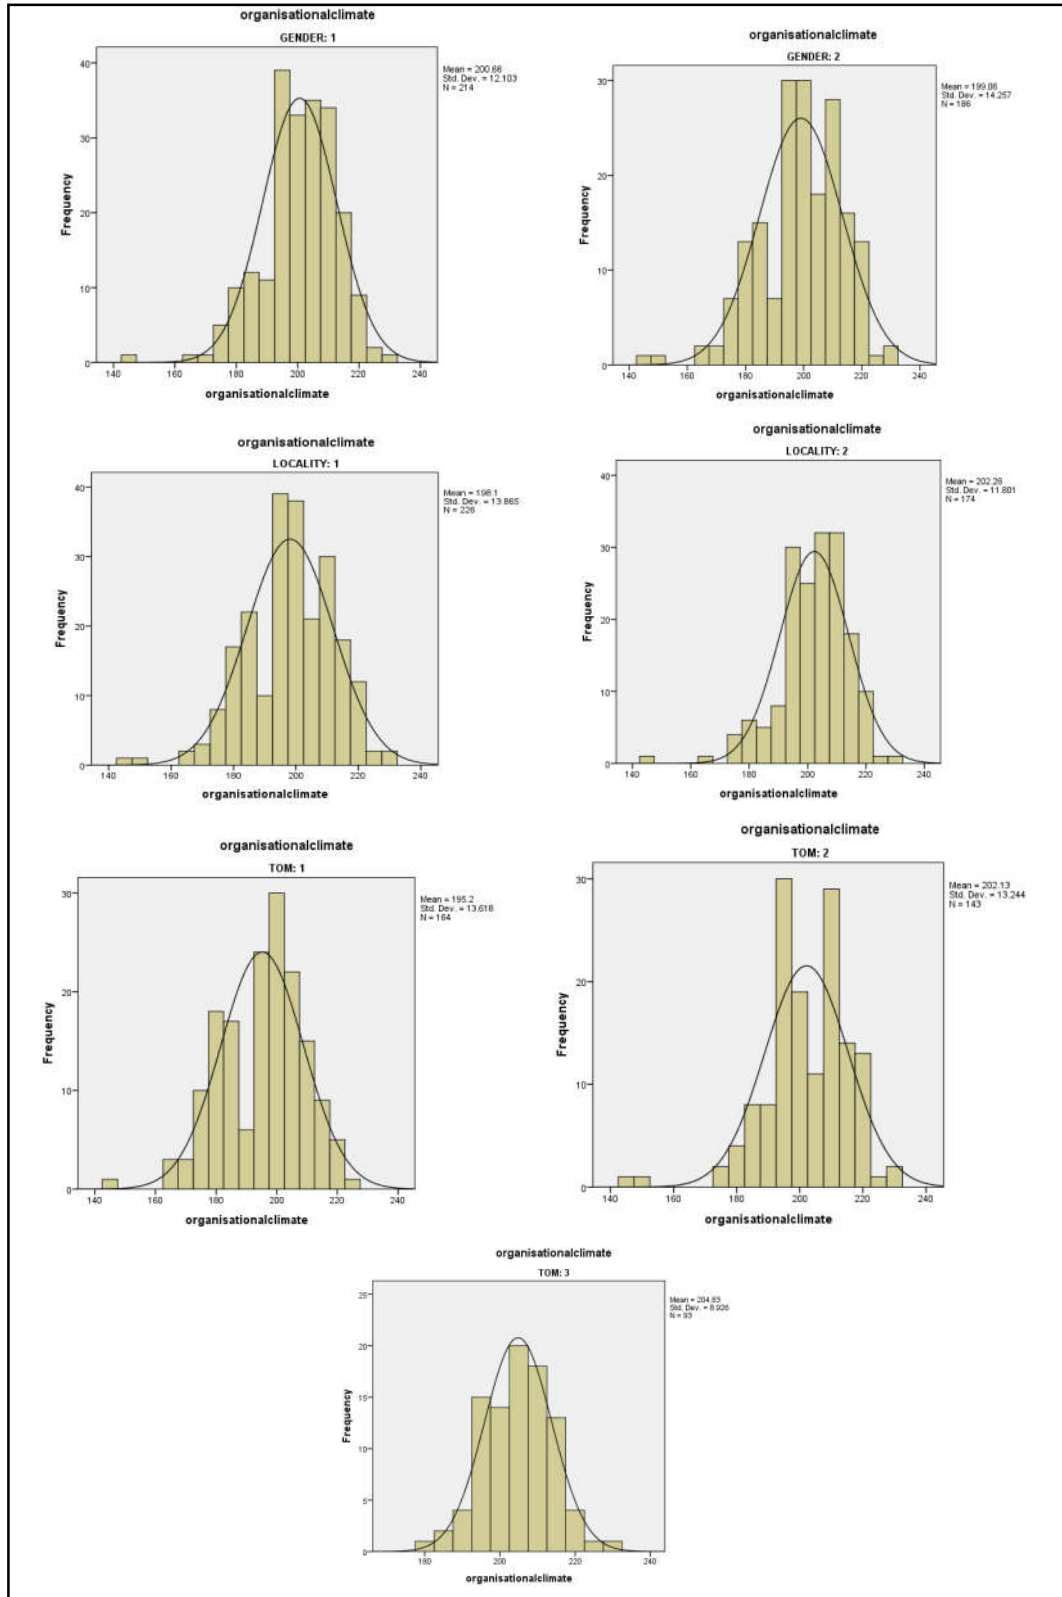 organisationalclimate
GENDER: 1
Mean = 200.66
Std. Dev. = 12.103
N = 214
40
30
20
10
0
Frequency
140 160 180 200 220 240
organisationalclimate
organisationalclimate
GENDER: 2
Mean = 199.06
Std. Dev. = 14.257
N = 186
30
20
10
0
Frequency
140 160 180 200 220 240
organisationalclimate
organisationalclimate
LOCALITY: 1
Mean = 198.1
Std. Dev. = 13.865
N = 226
40
30
20
10
0
Frequency
140 160 180 200 220 240
organisationalclimate
organisationalclimate
LOCALITY: 2
Mean = 202.28
Std. Dev. = 11.801
N = 174
40
30
20
10
0
Frequency
140 160 180 200 220 240
organisationalclimate
organisationalclimate
TOM: 1
Mean = 195.2
Std. Dev. = 13.618
N = 164
30
20
10
0
Frequency
140 160 180 200 220 240
organisationalclimate
organisationalclimate
TOM: 2
Mean = 202.13
Std. Dev. = 13.244
N = 143
30
20
10
0
Frequency
140 160 180 200 220 240
organisationalclimate
organisationalclimate
TOM: 3
Mean = 204.83
Std. Dev. = 8.926
N = 93
25
20
15
10
5
0
Frequency
180 200 220 240
organisationalclimate